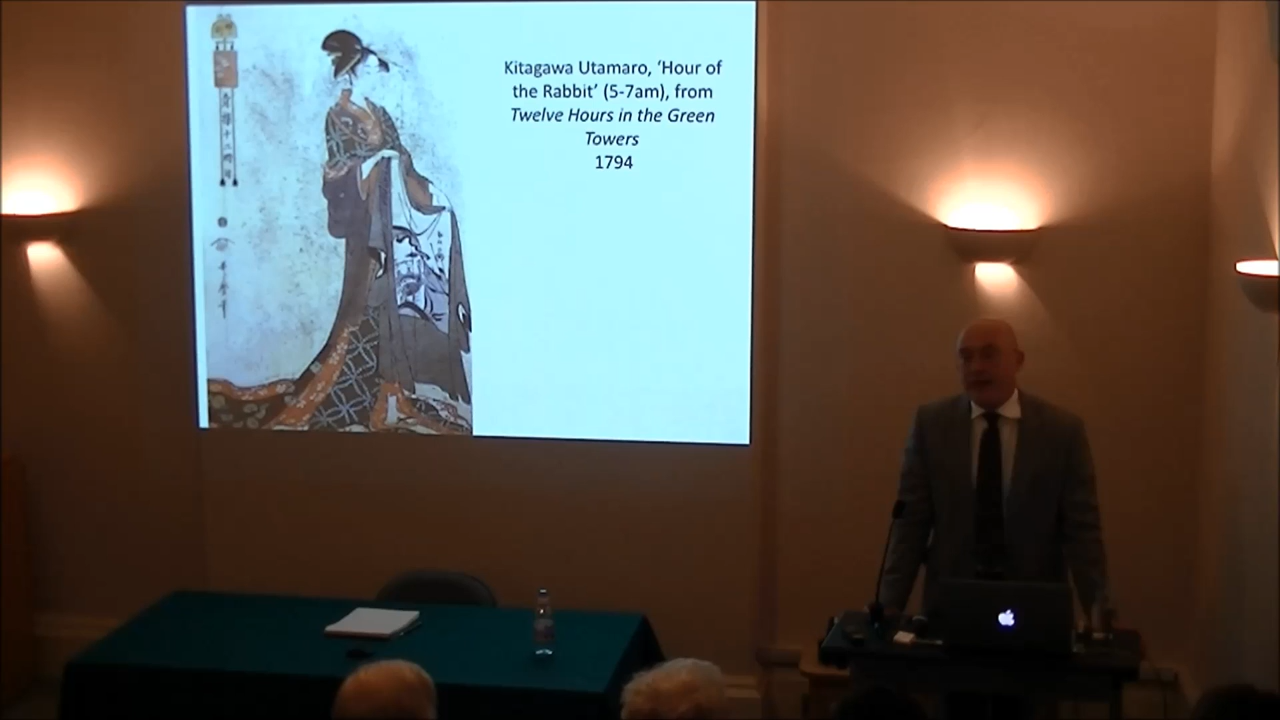 Kitagawa Utamaro, ‘Hour of
the Rabbit’ (5-7am), from
Twelve Hours in the Green
Towers
1794